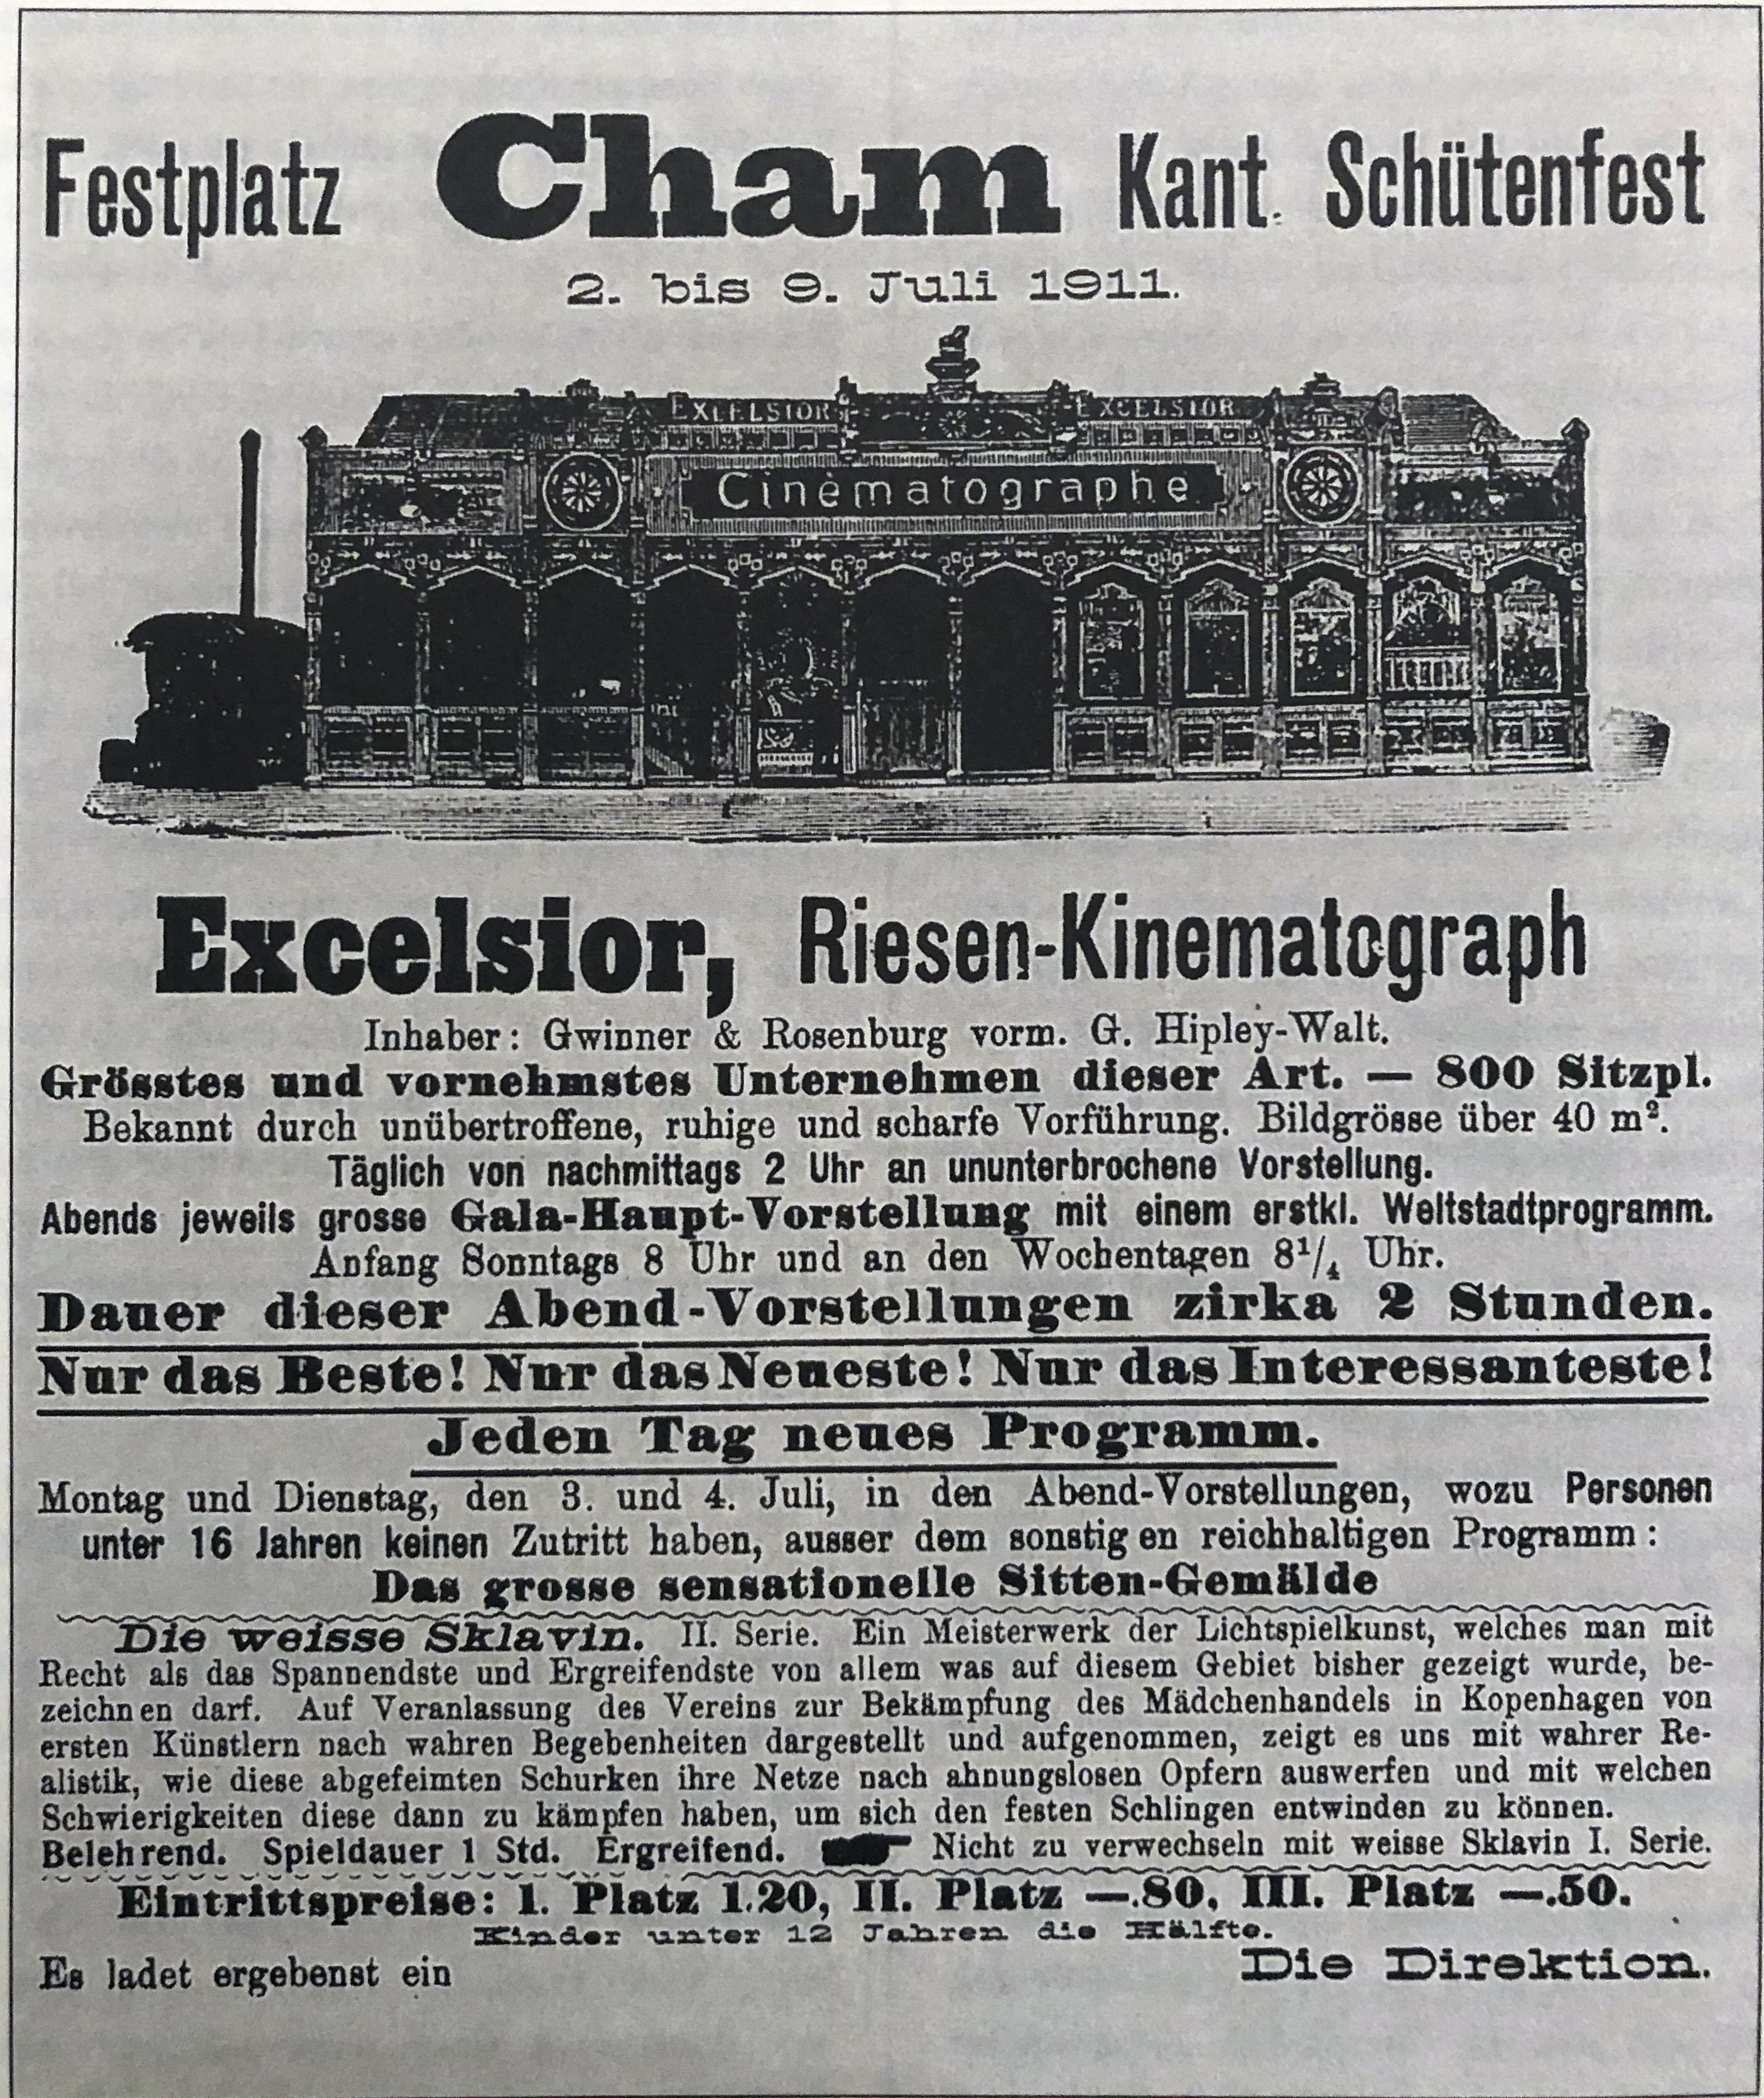 Festplatz Cham Kant. Schütenfest
2. bis 9. Juli 1911.
EXCELSIOR EXCELSIOR
Cinématographe
Excelsior, Riesen-Kinematograph
Inhaber: Gwinner & Rosenburg vorm. G. Hipley-Walt.
Grösstes und vornehmstes Unternehmen dieser Art. — 800 Sitzpl.
Bekannt durch unübertroffene, ruhige und scharfe Vorführung. Bildgrösse über 40 m².
Täglich von nachmittags 2 Uhr an ununterbrochene Vorstellung.
Abends jeweils grosse Gala-Haupt-Vorstellung mit einem erstkl. Weltstadtprogramm.
Anfang Sonntags 8 Uhr und an den Wochentagen 8¹/₄ Uhr.
Dauer dieser Abend-Vorstellungen zirka 2 Stunden.
Nur das Beste! Nur das Neueste! Nur das Interessanteste!
Jeden Tag neues Programm.
Montag und Dienstag, den 3. und 4. Juli, in den Abend-Vorstellungen, wozu Personen
unter 16 Jahren keinen Zutritt haben, ausser dem sonstigen reichhaltigen Programm:
Das grosse sensationelle Sitten-Gemälde
Die weisse Sklavin. II. Serie. Ein Meisterwerk der Lichtspielkunst, welches man mit
Recht als das Spannendste und Ergreifendste von allem was auf diesem Gebiet bisher gezeigt wurde, be-
zeichnen darf. Auf Veranlassung des Vereins zur Bekämpfung des Mädchenhandels in Kopenhagen von
ersten Künstlern nach wahren Begebenheiten dargestellt und aufgenommen, zeigt es uns mit wahrer Re-
alistik, wie diese abgefeimten Schurken ihre Netze nach ahnungslosen Opfern auswerfen und mit welchen
Schwierigkeiten diese dann zu kämpfen haben, um sich den festen Schlingen entwinden zu können.
Belehrend. Spieldauer 1 Std. Ergreifend. Nicht zu verwechseln mit weisse Sklavin I. Serie.
Eintrittspreise: 1. Platz 1.20, II. Platz —.80, III. Platz —.50.
Kinder unter 12 Jahren die Hälfte.
Es ladet ergebenst ein Die Direktion.